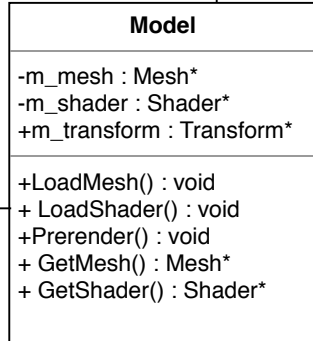 Model
-m_mesh : Mesh*
-m_shader : Shader*
+m_transform : Transform*
+LoadMesh() : void
+ LoadShader() : void
+Prerender() : void
+ GetMesh() : Mesh*
+ GetShader() : Shader*